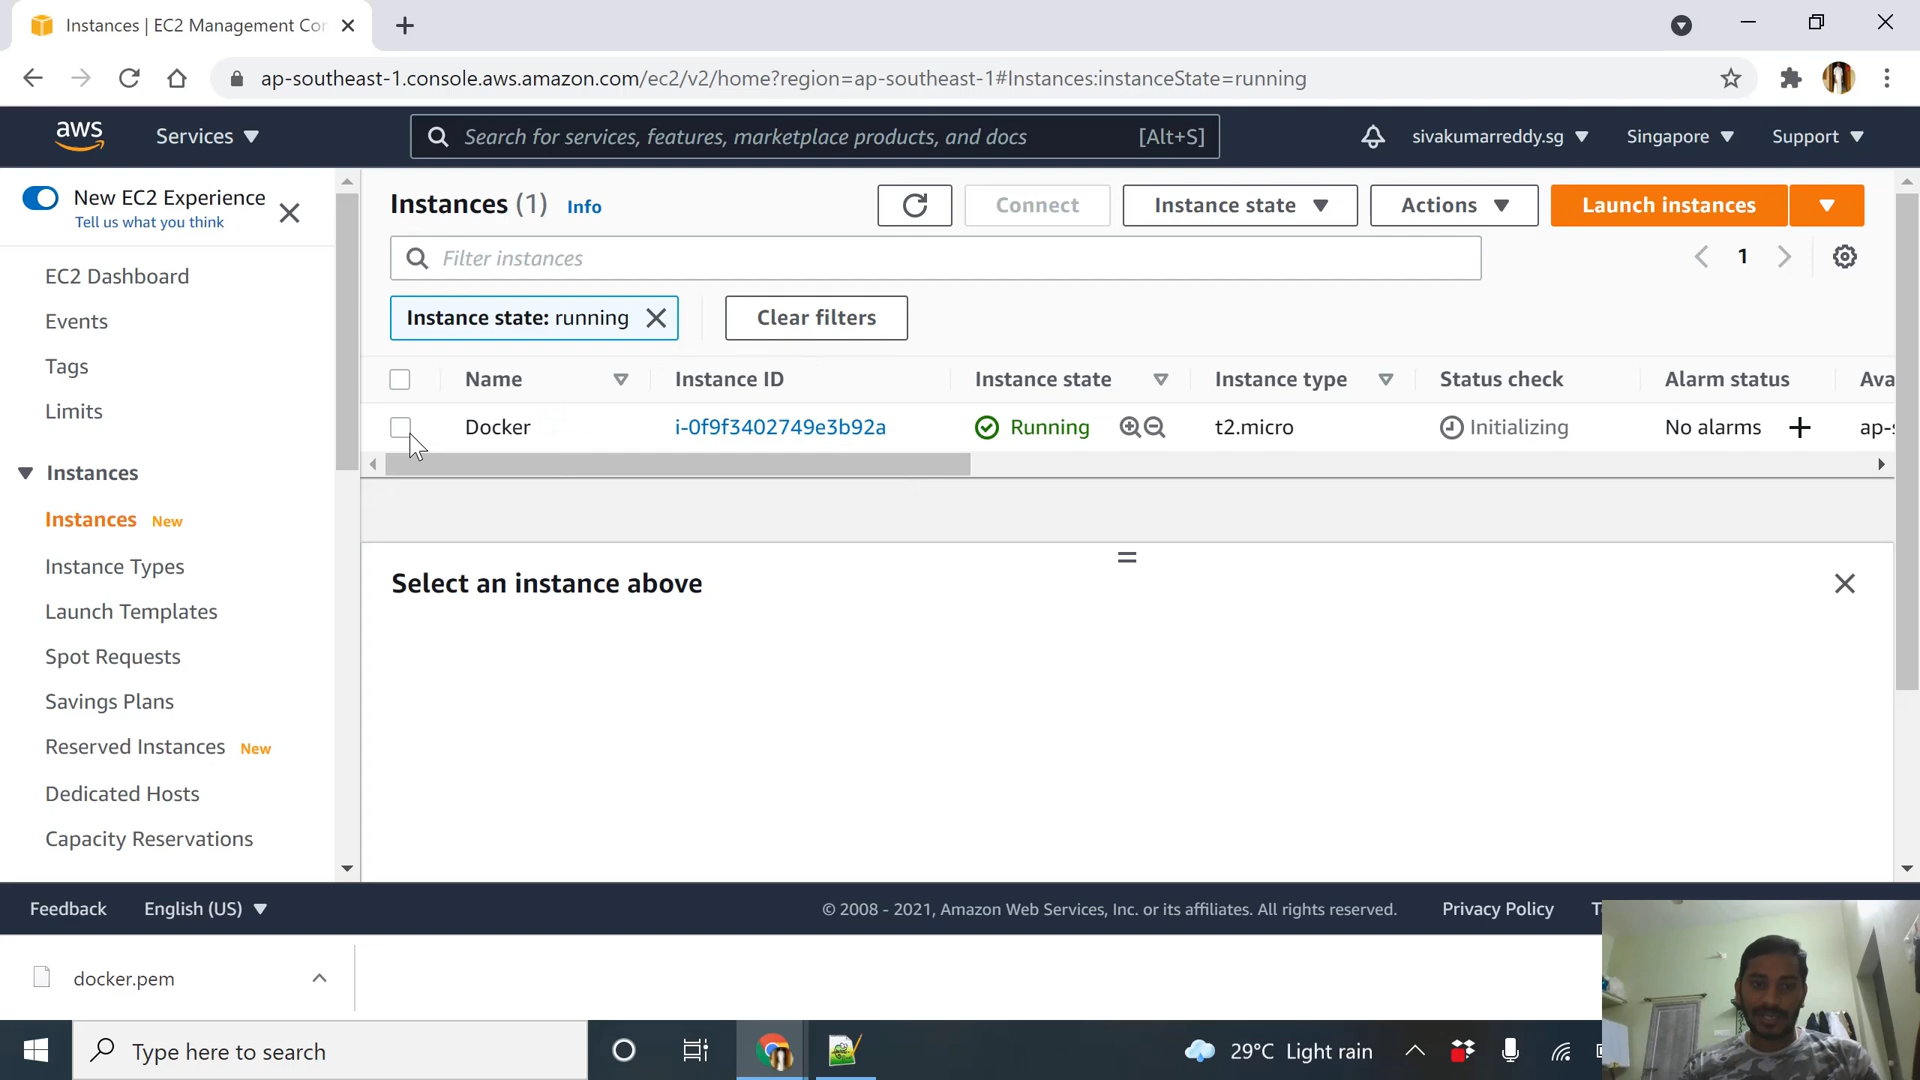 Instances | EC2 Management Cor
ap-southeast-1.console.aws.amazon.com/ec2/v2/home?region=ap-southeast-1#Instances:instanceState=running
aws
Services
Search for services, features, marketplace products, and docs
[Alt+S]
sivakumarreddy.sg
Singapore
Support
New EC2 Experience
Tell us what you think
EC2 Dashboard
Events
Tags
Limits
Instances
Instances New
Instance Types
Launch Templates
Spot Requests
Savings Plans
Reserved Instances New
Dedicated Hosts
Capacity Reservations
Instances (1) Info
Connect
Instance state
Actions
Launch instances
Filter instances
1
Instance state: running
Clear filters
Name
Instance ID
Instance state
Instance type
Status check
Alarm status
Ava
Docker
i-0f9f3402749e3b92a
Running
t2.micro
Initializing
No alarms
ap-
Select an instance above
Feedback
English (US)
© 2008 - 2021, Amazon Web Services, Inc. or its affiliates. All rights reserved.
Privacy Policy
docker.pem
Type here to search
29°C Light rain